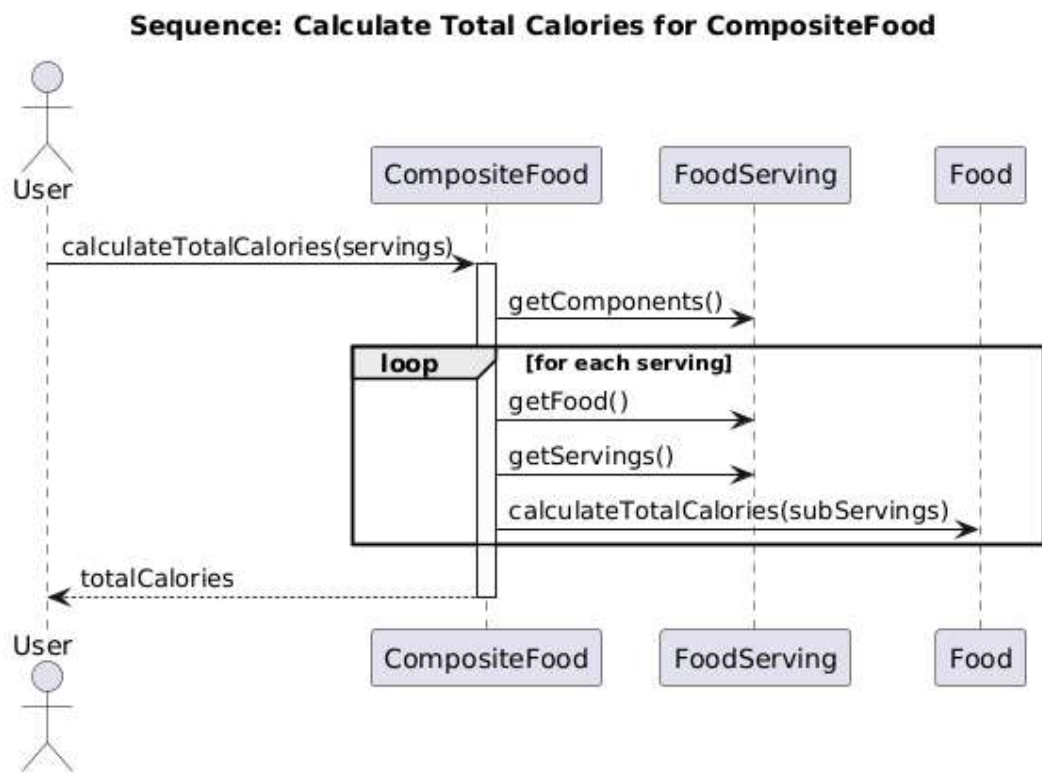 Sequence: Calculate Total Calories for CompositeFood
User
CompositeFood
FoodServing
Food
calculateTotalCalories(servings)
getComponents()
loop
[for each serving]
getFood()
getServings()
calculateTotalCalories(subServings)
totalCalories
User
CompositeFood
FoodServing
Food